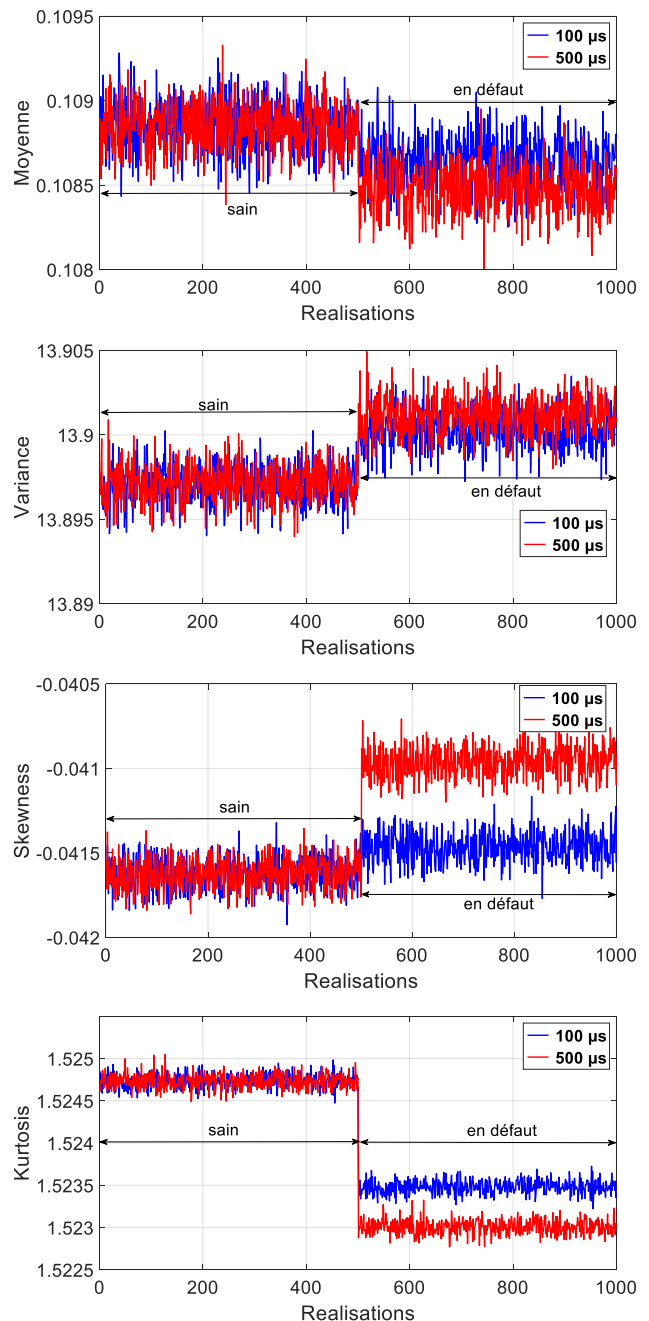 0.1095
0.109
0.1085
0.108
Moyenne
100 µs
500 µs
en défaut
sain
0 200 400 600 800 1000
Realisations
13.905
13.9
13.895
13.89
Variance
sain
en défaut
100 µs
500 µs
0 200 400 600 800 1000
Realisations
-0.0405
-0.041
-0.0415
-0.042
Skewness
100 µs
500 µs
sain
en défaut
0 200 400 600 800 1000
Realisations
1.525
1.5245
1.524
1.5235
1.523
1.5225
Kurtosis
100 µs
500 µs
sain
en défaut
0 200 400 600 800 1000
Realisations